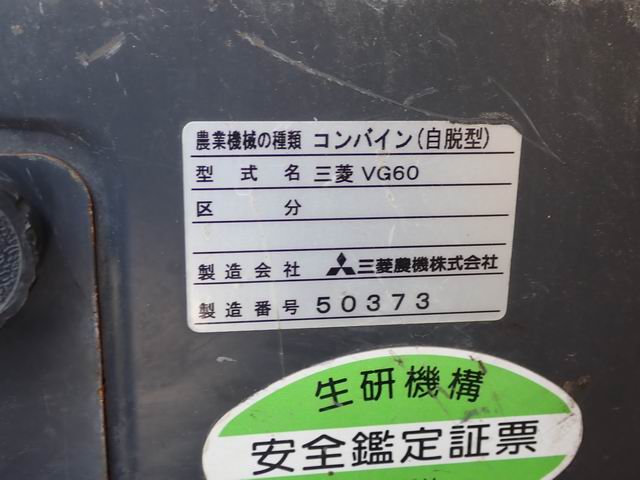 農業機械の種類 コンバイン(自脱型)
型式名 三菱 VG60
区分
製造会社 三菱農機株式会社
製造番号 50373
生研機構
安全鑑定証票